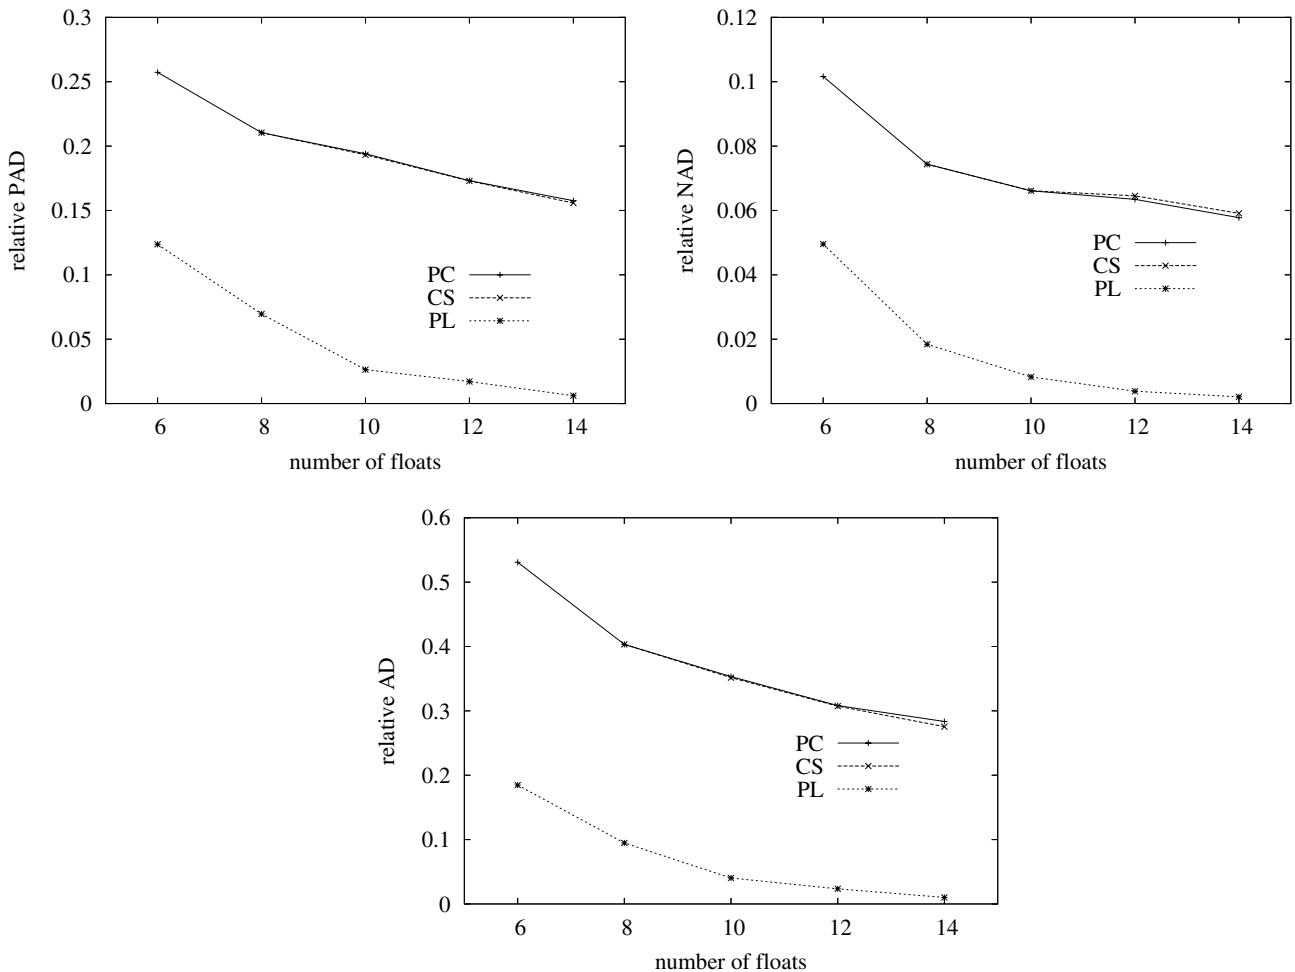 0.3
0.25
0.2
0.15
0.1
0.05
0
relative PAD
PC
CS
PL
6 8 10 12 14
number of floats
0.12
0.1
0.08
0.06
0.04
0.02
0
relative NAD
PC
CS
PL
6 8 10 12 14
number of floats
0.6
0.5
0.4
0.3
0.2
0.1
0
relative AD
PC
CS
PL
6 8 10 12 14
number of floats